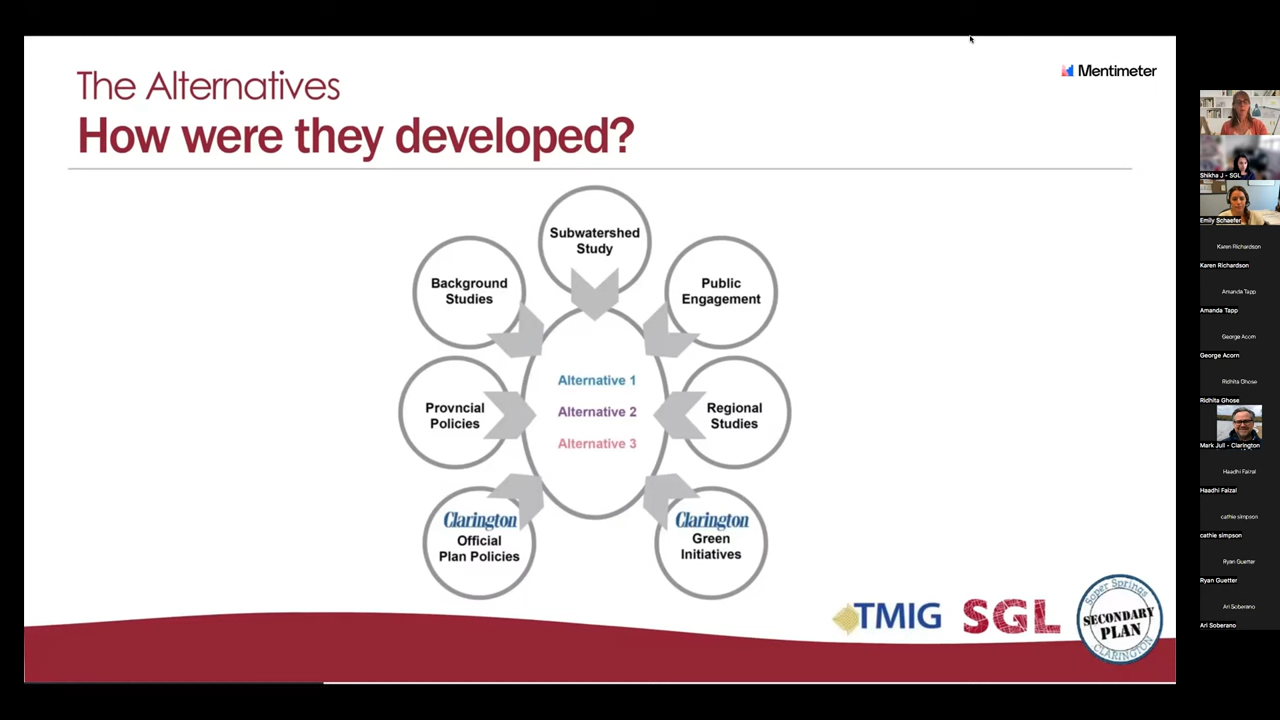 The Alternatives
How were they developed?
Mentimeter
Subwatershed
Study
Background
Studies
Public
Engagement
Alternative 1
Alternative 2
Alternative 3
Provncial
Policies
Regional
Studies
Clarington
Official
Plan Policies
Clarington
Green
Initiatives
TMIG
SGL
Soper Springs
SECONDARY
PLAN
CLARINGTON
Shikha J - SGL
Emily Schaefer
Karen Richardson
Karen Richardson
Amanda Tapp
Amanda Tapp
George Acorn
George Acorn
Ridhita Ghose
Ridhita Ghose
Mark Jull - Clarington
Haadhi Faizal
Haadhi Faizal
cathie simpson
cathie simpson
Ryan Guetter
Ryan Guetter
Ari Soberano
Ari Soberano